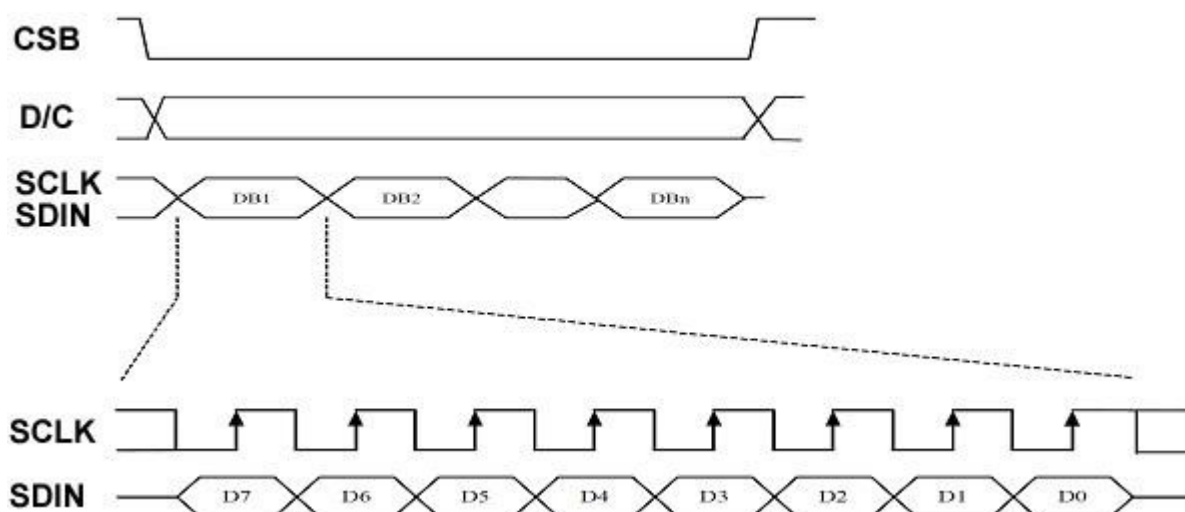 CSB
D/C
SCLK
SDIN
DB1 DB2 DBn
SCLK
SDIN D7 D6 D5 D4 D3 D2 D1 D0